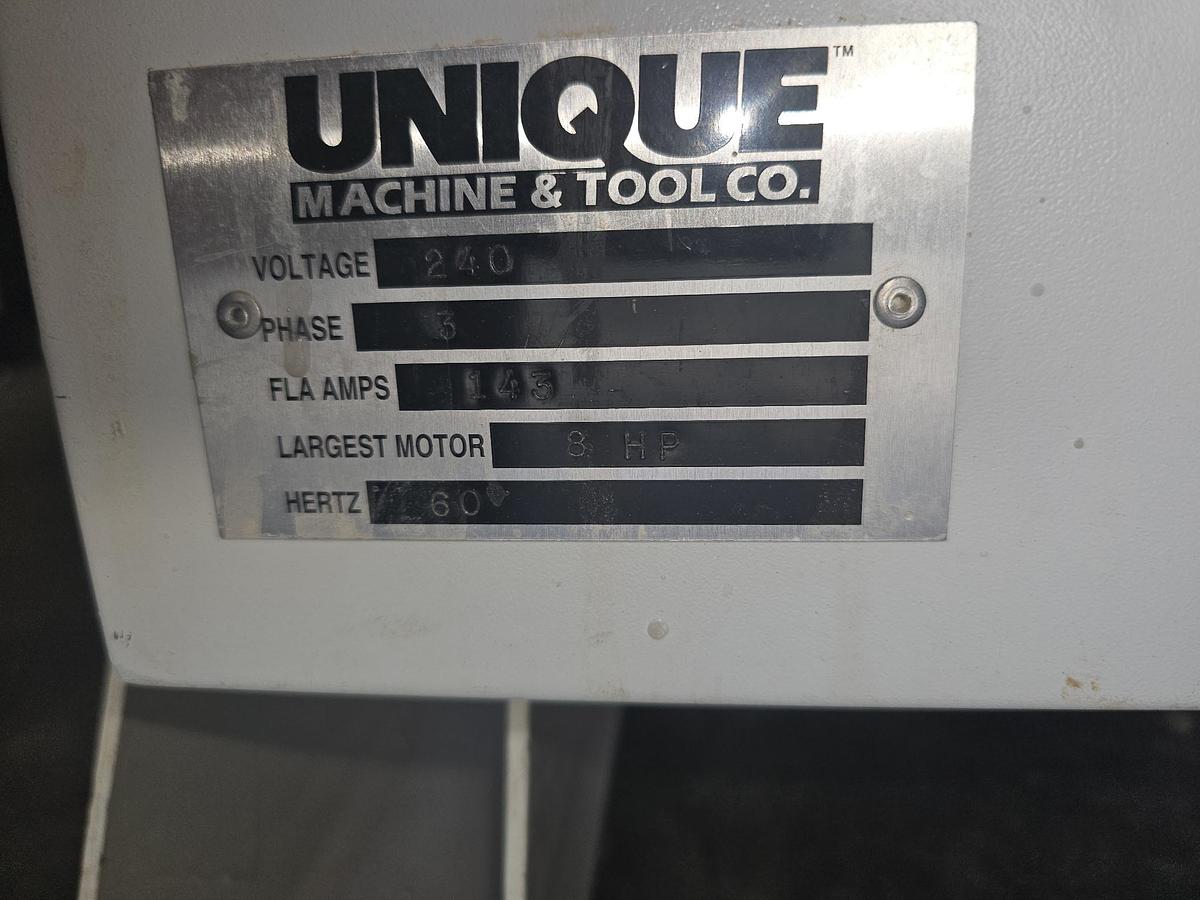 UNIQUE™
MACHINE & TOOL CO.
VOLTAGE 240
PHASE 3
FLA AMPS 143
LARGEST MOTOR 8 HP
HERTZ 60